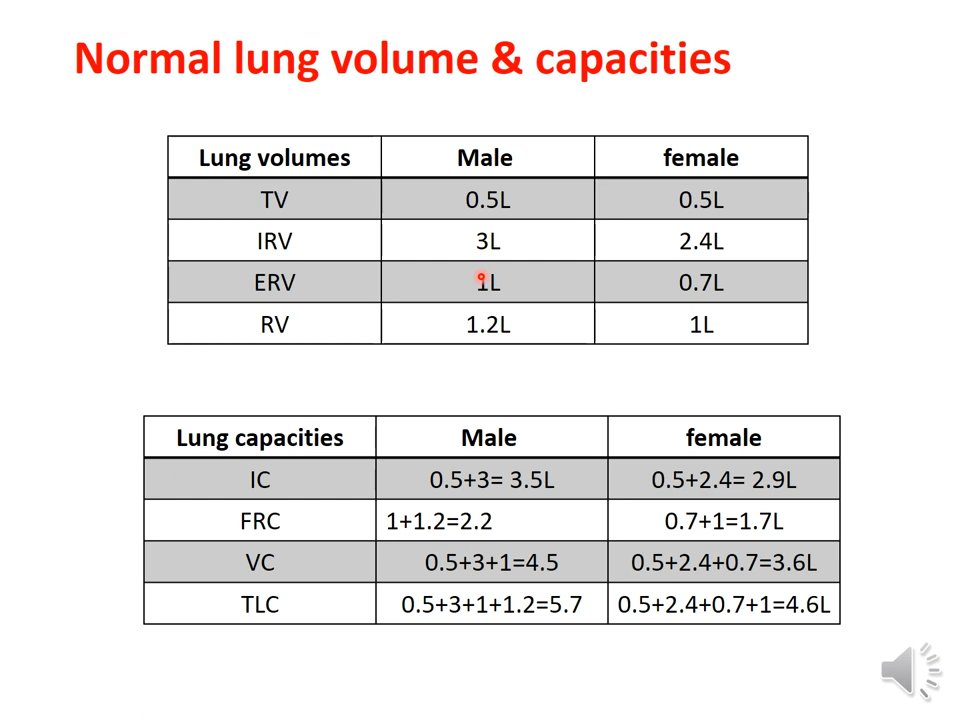 Normal lung volume & capacities
Lung volumes Male female
TV 0.5L 0.5L
IRV 3L 2.4L
ERV 1L 0.7L
RV 1.2L 1L
Lung capacities Male female
IC 0.5+3= 3.5L 0.5+2.4= 2.9L
FRC 1+1.2=2.2 0.7+1=1.7L
VC 0.5+3+1=4.5 0.5+2.4+0.7=3.6L
TLC 0.5+3+1+1.2=5.7 0.5+2.4+0.7+1=4.6L